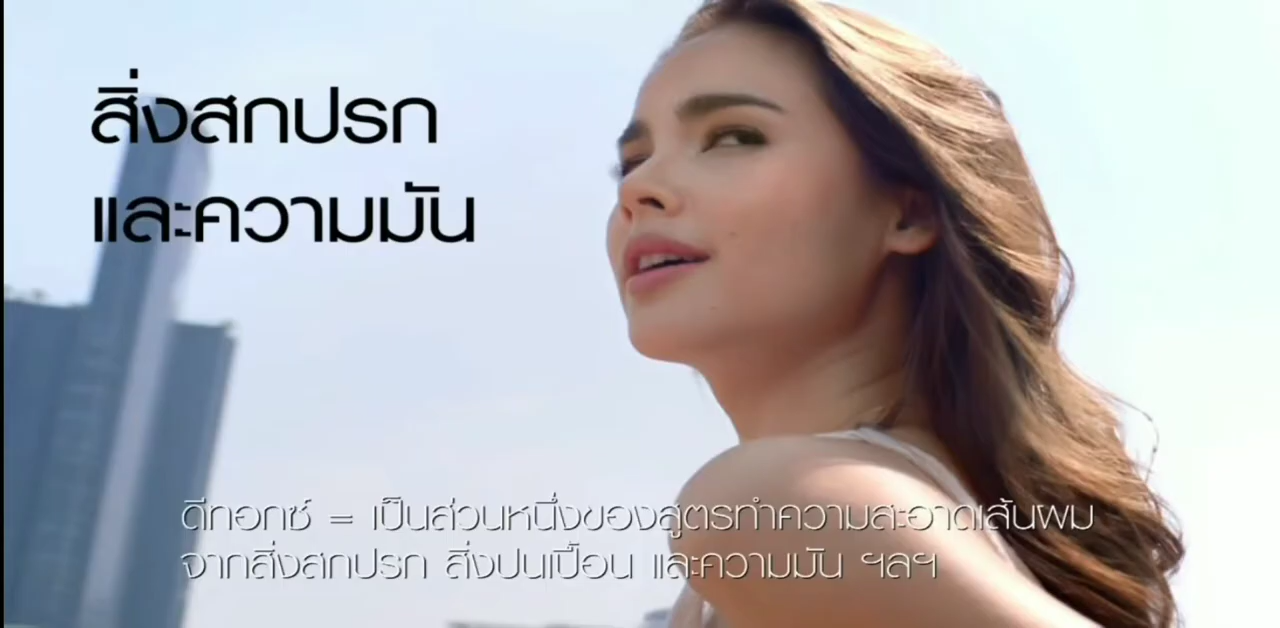 สิ่งสกปรก
และความมัน
ดีทอกซ์ = เป็นส่วนหนึ่งของสูตรทำความสะอาดเส้นผม
จากสิ่งสกปรก สิ่งปนเปื้อน และความมัน ฯลฯ